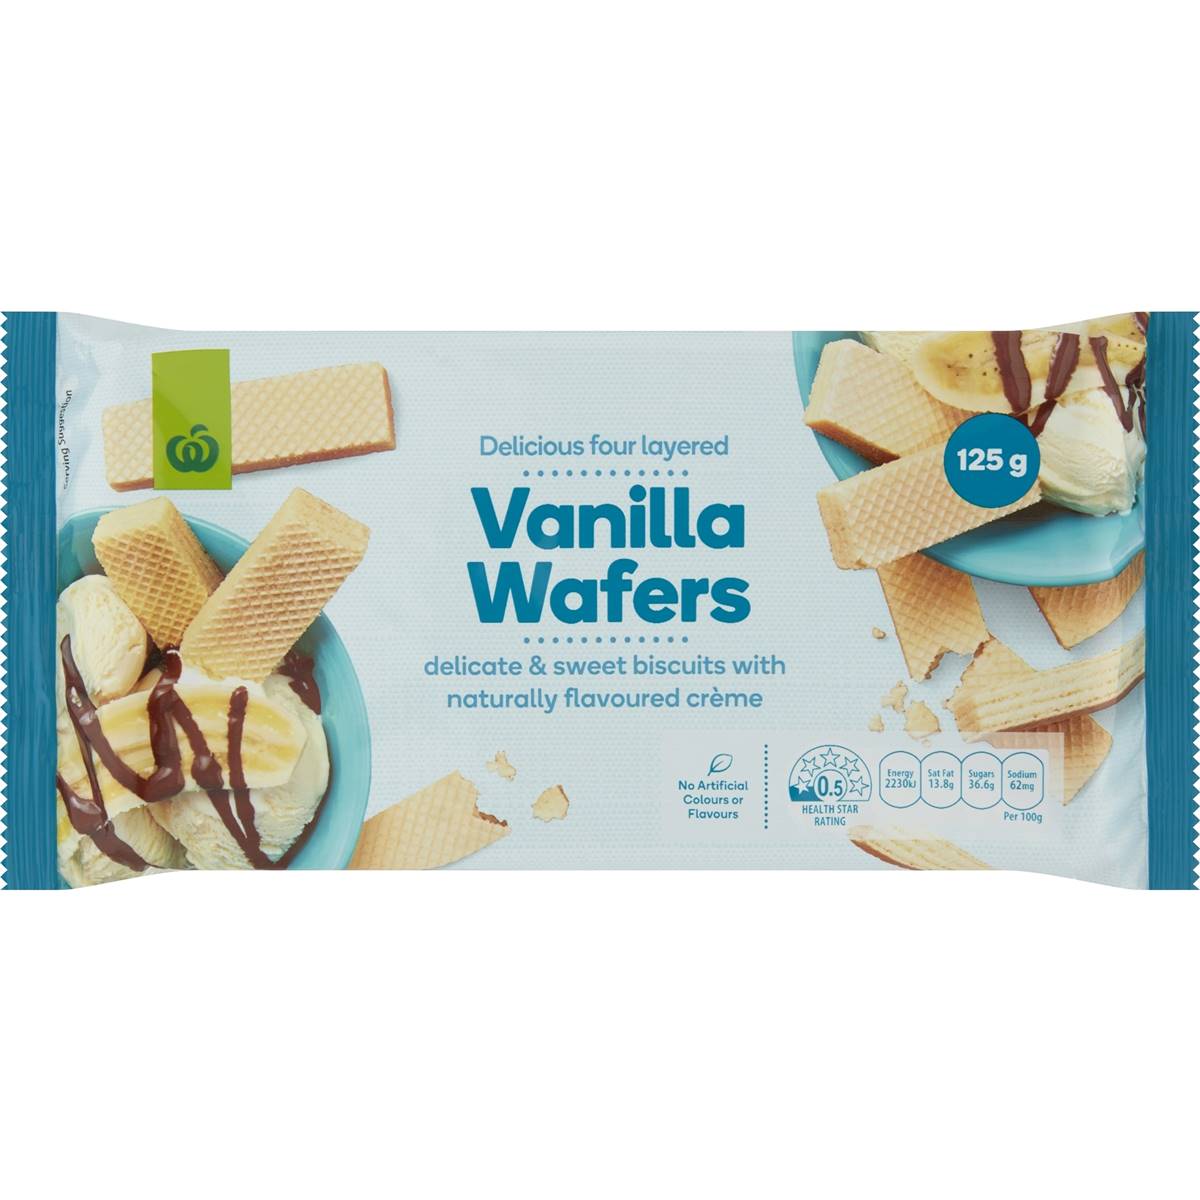 Serving Suggestion
Delicious four layered
Vanilla
Wafers
delicate & sweet biscuits with
naturally flavoured crème
125 g
No Artificial
Colours or
Flavours
0.5
HEALTH STAR
RATING
Energy
2230kJ
Sat Fat
13.8g
Sugars
36.6g
Sodium
62mg
Per 100g